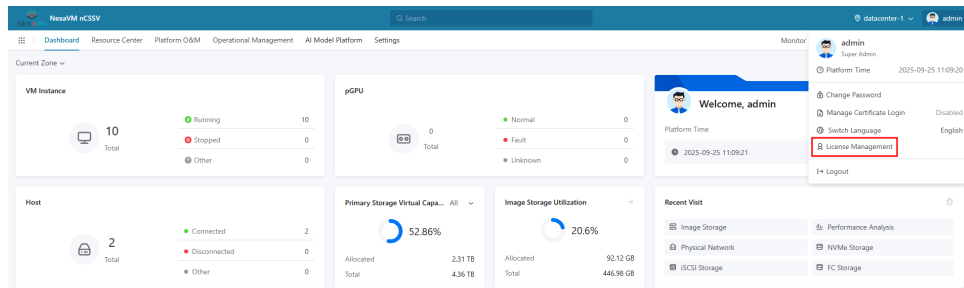 NEXAVM
NexaVM nCSSV
Search
datacenter-1
admin
Dashboard
Resource Center
Platform O&M
Operational Management
AI Model Platform
Settings
Monitor
Current Zone
admin
Super Admin
Platform Time 2025-09-25 11:09:20
Change Password
Manage Certificate Login Disabled
Switch Language English
License Management
Logout
VM Instance
10
Total
Running 10
Stopped 0
Other 0
pGPU
0
Total
Normal 0
Fault 0
Unknown 0
Welcome, admin
Platform Time
2025-09-25 11:09:21
Host
2
Total
Connected 2
Disconnected 0
Other 0
Primary Storage Virtual Capa... All
52.86%
Allocated 2.31 TB
Total 4.36 TB
Image Storage Utilization
20.6%
Allocated 92.12 GB
Total 446.98 GB
Recent Visit
Image Storage
Performance Analysis
Physical Network
NVMe Storage
iSCSI Storage
FC Storage